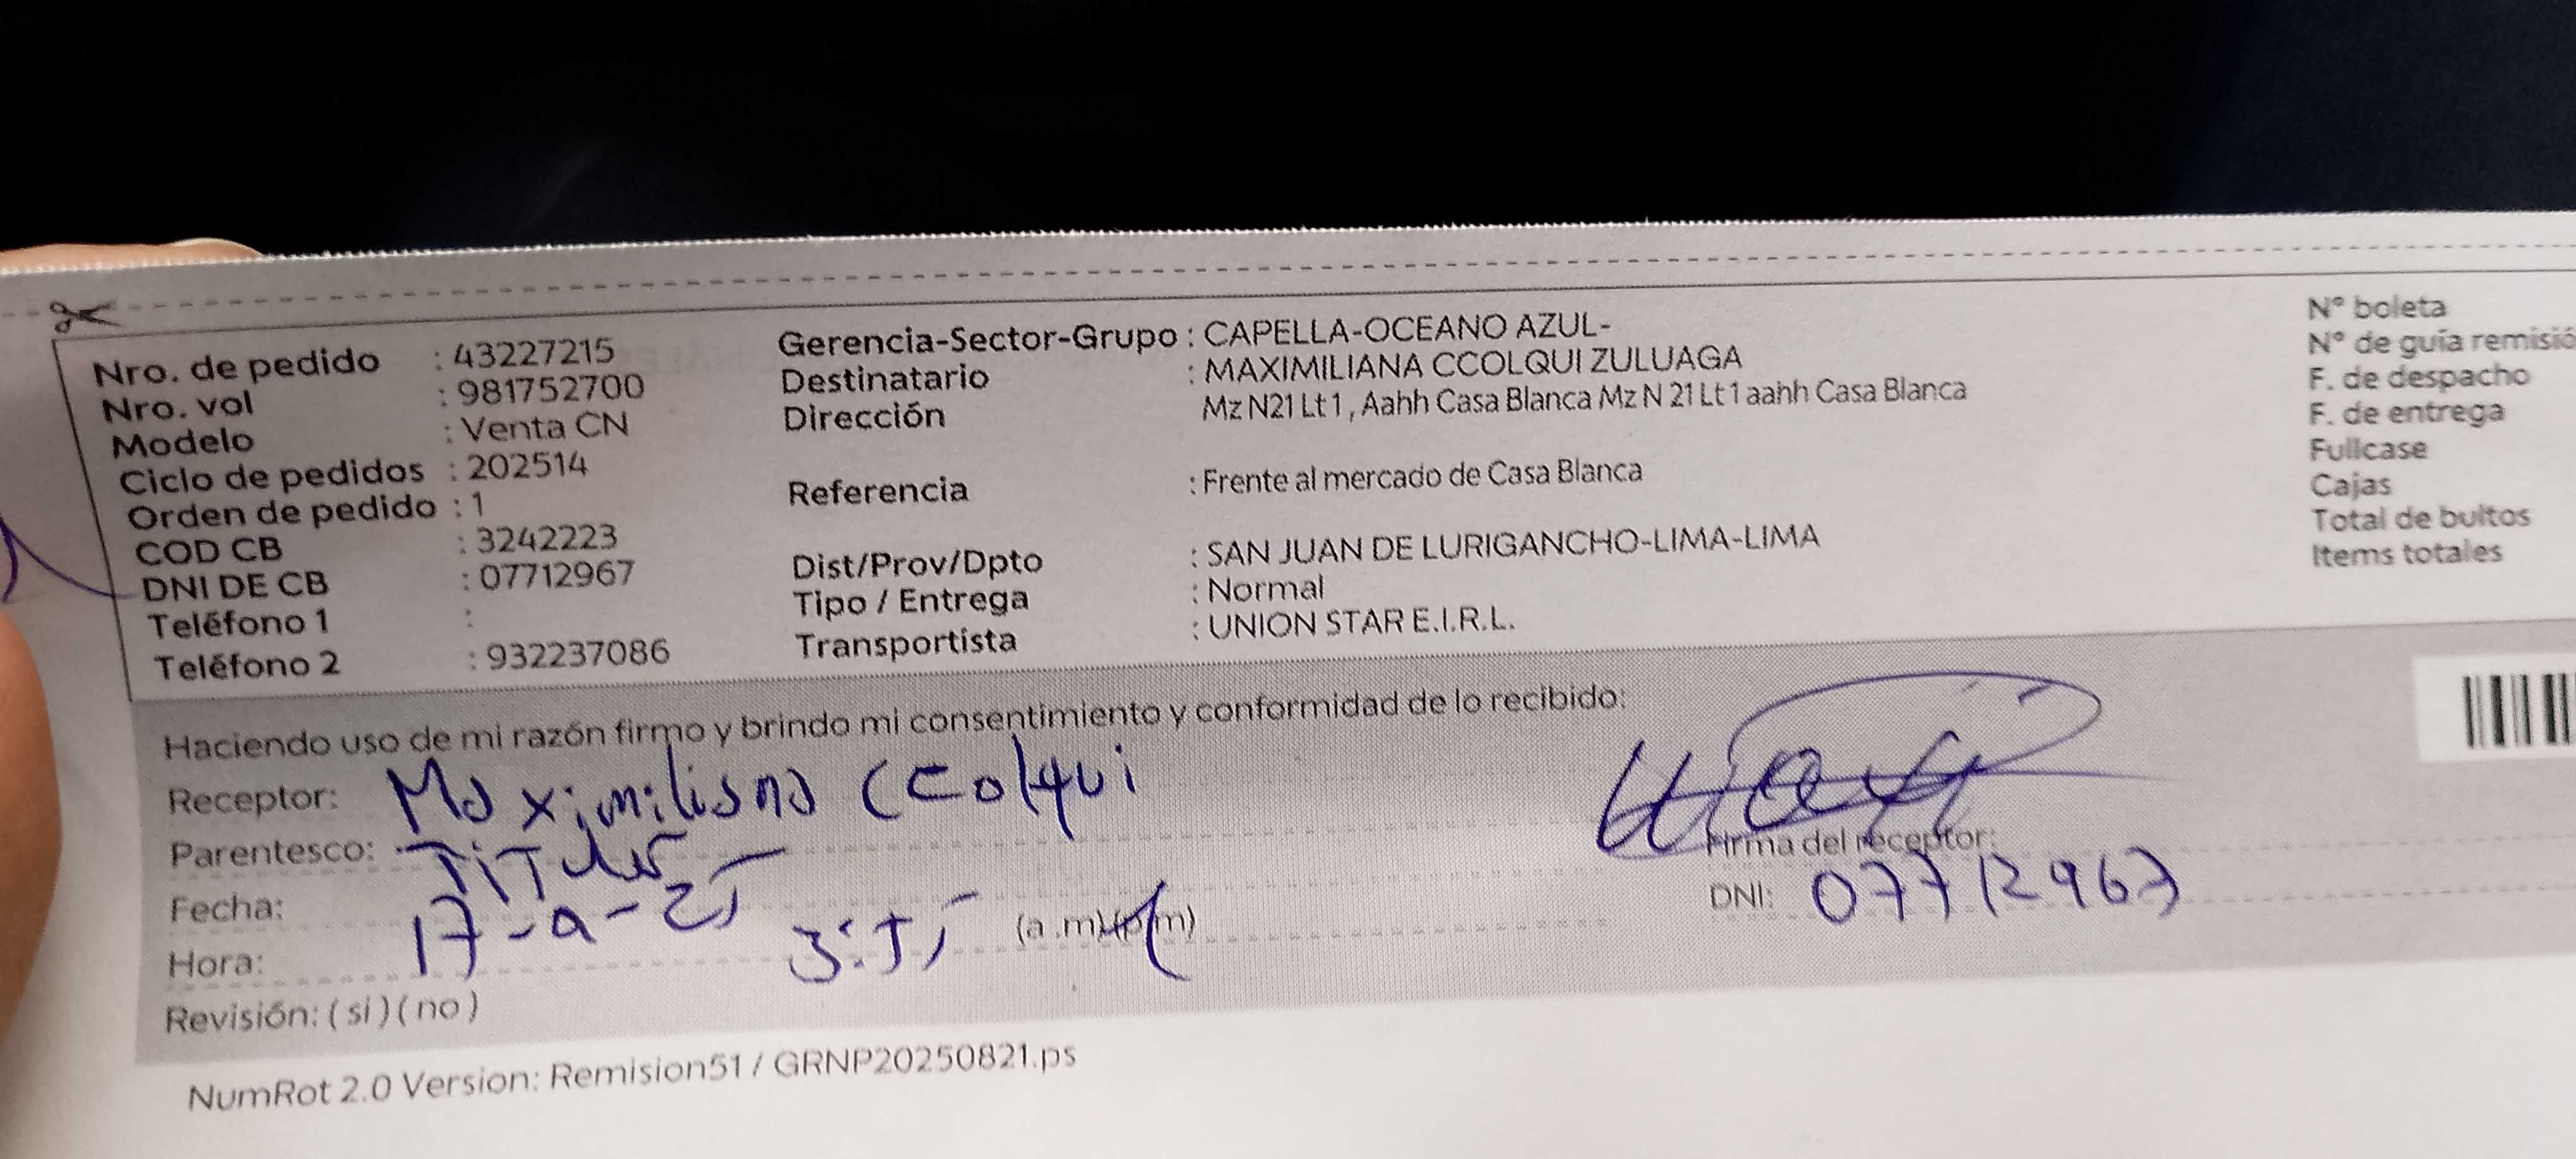 Nro. de pedido : 43227215
Nro. vol : 981752700
Modelo : Venta CN
Ciclo de pedidos : 202514
Orden de pedido : 1
COD CB : 3242223
DNI DE CB : 07712967
Teléfono 1 :
Teléfono 2 : 932237086
Gerencia-Sector-Grupo : CAPELLA-OCEANO AZUL-
Destinatario : MAXIMILIANA CCOLQUI ZULUAGA
Dirección Mz N21 Lt 1 , Aahh Casa Blanca Mz N 21 Lt 1 aahh Casa Blanca
Referencia : Frente al mercado de Casa Blanca
Dist/Prov/Dpto : SAN JUAN DE LURIGANCHO-LIMA-LIMA
Tipo / Entrega : Normal
Transportista : UNION STAR E.I.R.L.
N° boleta
N° de guía remisió
F. de despacho
F. de entrega
Fullcase
Cajas
Total de bultos
Items totales
Haciendo uso de mi razón firmo y brindo mi consentimiento y conformidad de lo recibido:
Receptor: Maximiliana Ccolqui
Parentesco: Titular
Fecha: 17-9-25
Hora: (a .m) (p.m)
Revisión: ( si ) ( no )
Firma del receptor:
DNI: 07712967
NumRot 2.0 Version: Remision51 / GRNP20250821.ps